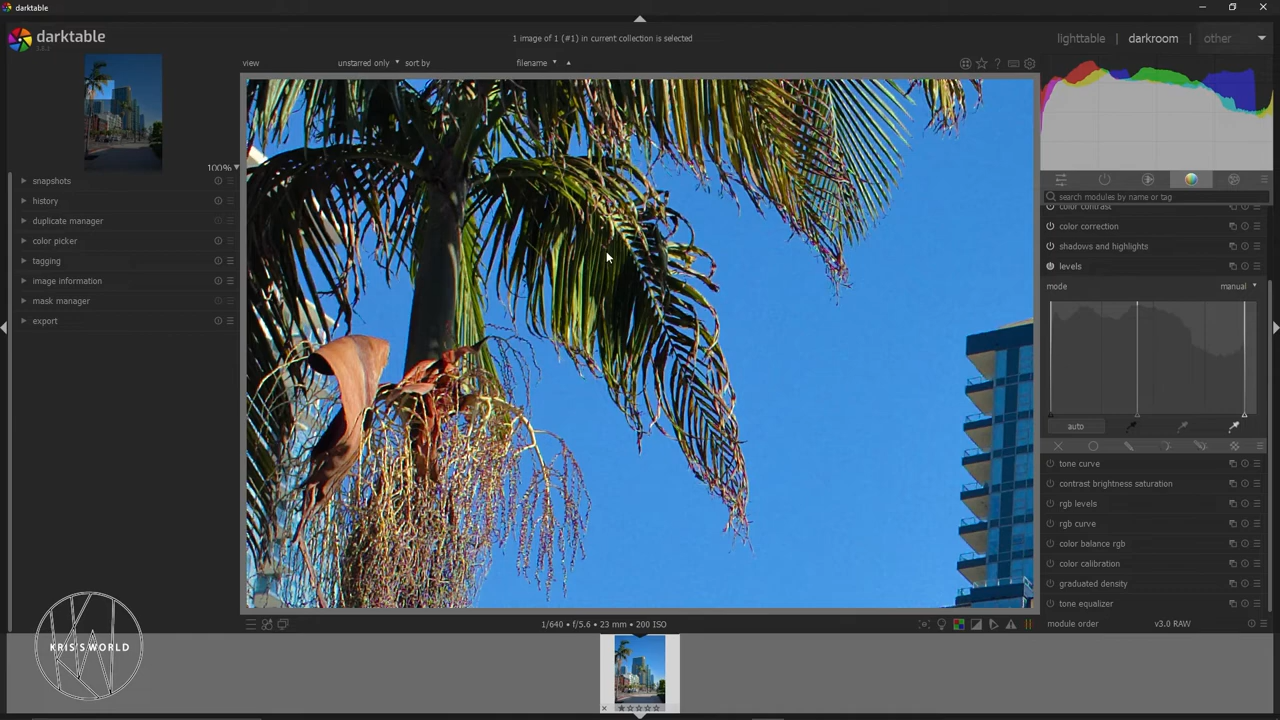 darktable
darktable
1 image of 1 (#1) in current collection is selected
lighttable | darkroom | other
view unstarred only sort by filename
100%
search modules by name or tag
snapshots
history
duplicate manager
color picker
tagging
image information
mask manager
export
color contrast
color correction
shadows and highlights
levels
mode manual
auto
tone curve
contrast brightness saturation
rgb levels
rgb curve
color balance rgb
color calibration
graduated density
tone equalizer
module order v3.0 RAW
1/640 • f/5.6 • 23 mm • 200 ISO
KRIS'S WORLD